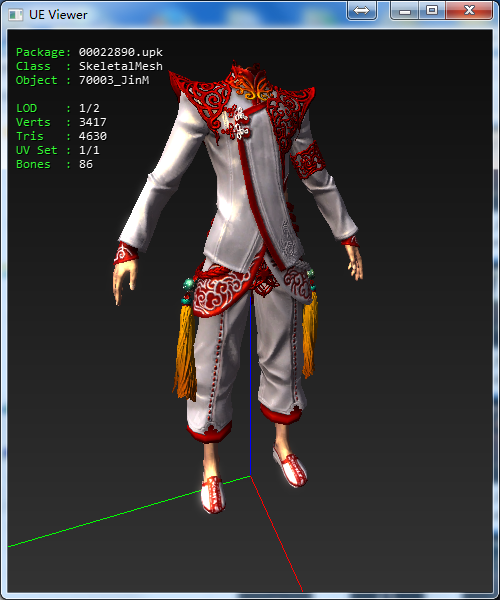 UE Viewer
Package: 00022890.upk
Class : SkeletalMesh
Object : 70003_JinM
LOD : 1/2
Verts : 3417
Tris : 4630
UV Set : 1/1
Bones : 86